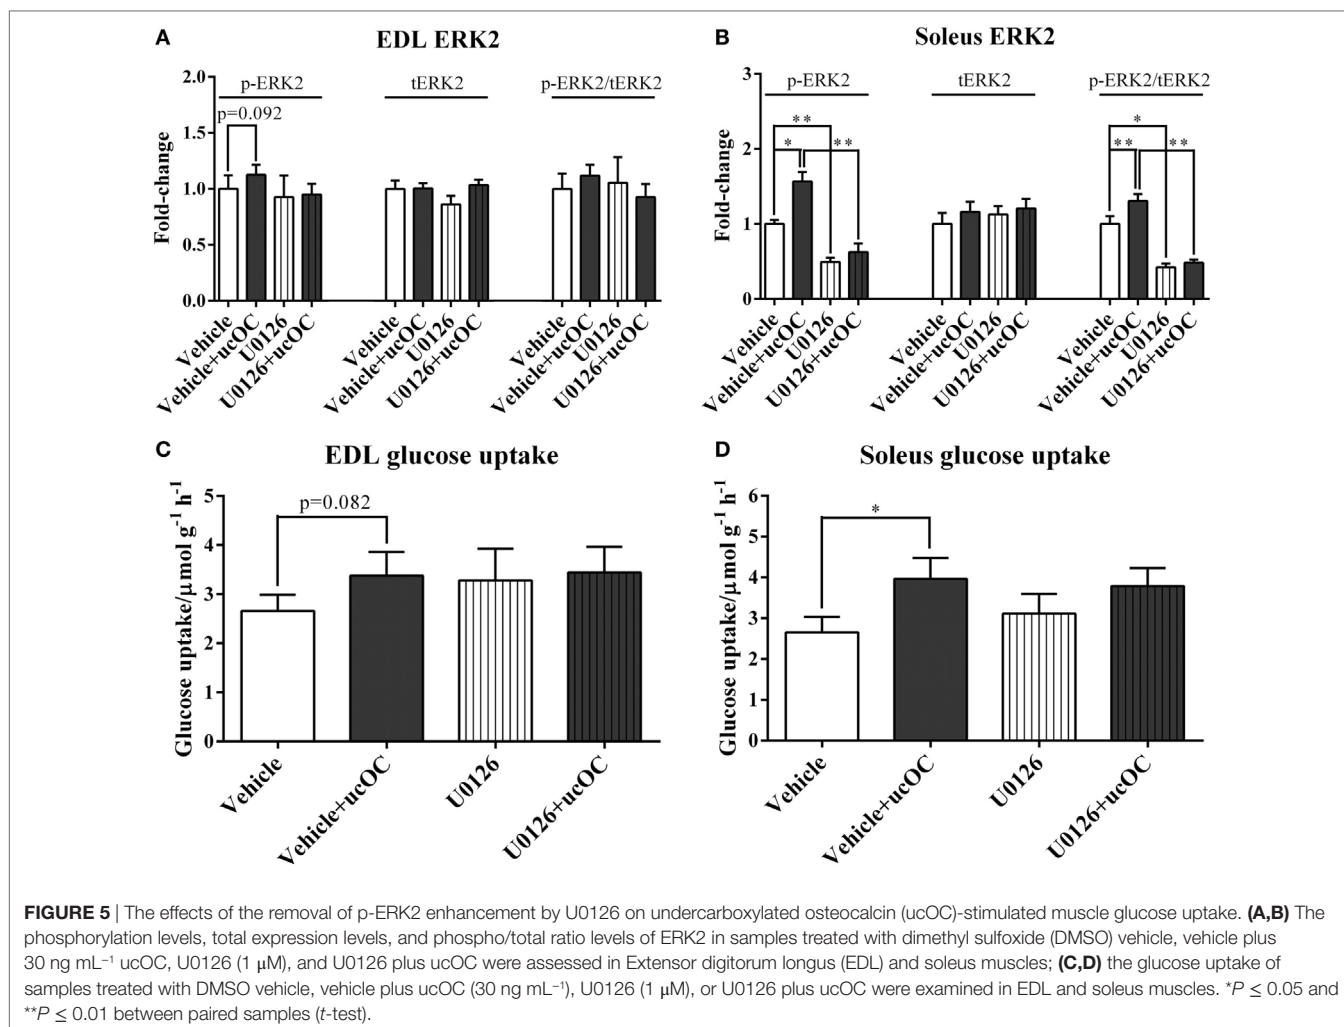 A
EDL ERK2
Fold-change
2.0
1.5
1.0
0.5
0.0
p-ERK2
tERK2
p-ERK2/tERK2
p=0.092
Vehicle
Vehicle+ucOC
U0126
U0126+ucOC
Vehicle
Vehicle+ucOC
U0126
U0126+ucOC
Vehicle
Vehicle+ucOC
U0126
U0126+ucOC
B
Soleus ERK2
Fold-change
3
2
1
0
p-ERK2
tERK2
p-ERK2/tERK2
**
*
**
*
**
**
Vehicle
Vehicle+ucOC
U0126
U0126+ucOC
Vehicle
Vehicle+ucOC
U0126
U0126+ucOC
Vehicle
Vehicle+ucOC
U0126
U0126+ucOC
C
EDL glucose uptake
Glucose uptake/μmol g⁻¹ h⁻¹
5
4
3
2
1
0
p=0.082
Vehicle
Vehicle+ucOC
U0126
U0126+ucOC
D
Soleus glucose uptake
Glucose uptake/μmol g⁻¹ h⁻¹
6
5
4
3
2
1
0
*
Vehicle
Vehicle+ucOC
U0126
U0126+ucOC
FIGURE 5 | The effects of the removal of p-ERK2 enhancement by U0126 on undercarboxylated osteocalcin (ucOC)-stimulated muscle glucose uptake. (A,B) The
phosphorylation levels, total expression levels, and phospho/total ratio levels of ERK2 in samples treated with dimethyl sulfoxide (DMSO) vehicle, vehicle plus
30 ng mL⁻¹ ucOC, U0126 (1 μM), and U0126 plus ucOC were assessed in Extensor digitorum longus (EDL) and soleus muscles; (C,D) the glucose uptake of
samples treated with DMSO vehicle, vehicle plus ucOC (30 ng mL⁻¹), U0126 (1 μM), or U0126 plus ucOC were examined in EDL and soleus muscles. *P ≤ 0.05 and
**P ≤ 0.01 between paired samples (t-test).